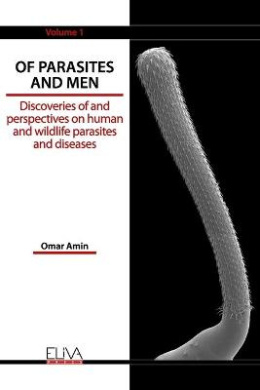 Volume 1
OF PARASITES
AND MEN
Discoveries of and
perspectives on human
and wildlife parasites
and diseases
Omar Amin
ELIVA
PRESS